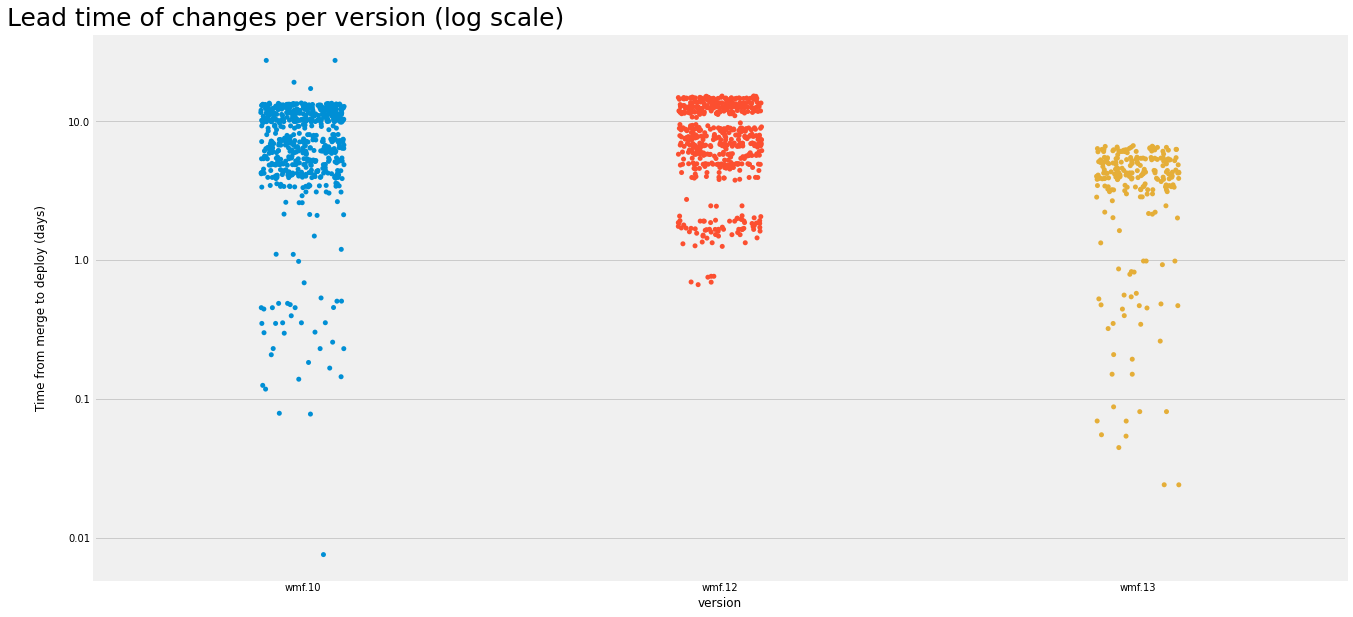 Lead time of changes per version (log scale)
Time from merge to deploy (days)
10.0
1.0
0.1
0.01
wmf.10
wmf.12
wmf.13
version